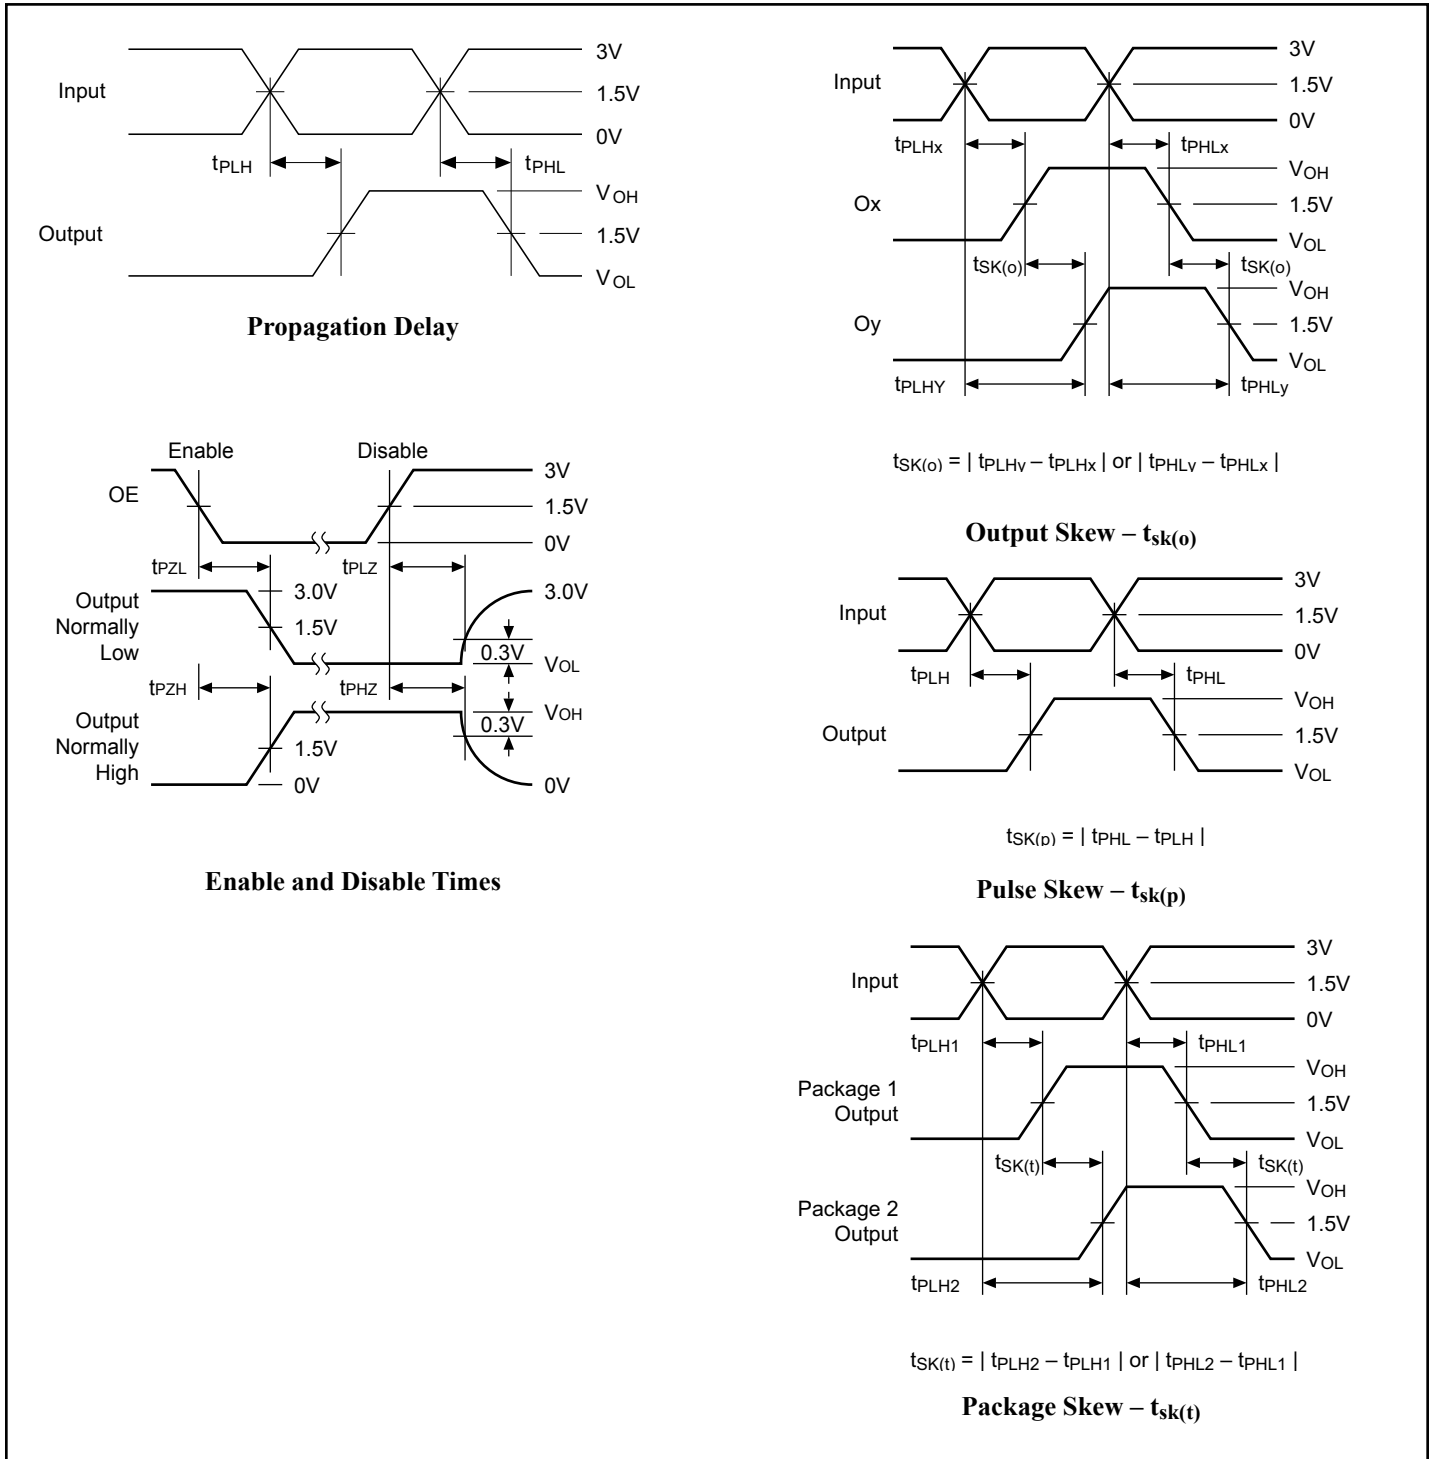 Input
3V
1.5V
0V
tPLH
tPHL
Output
VOH
1.5V
VOL
Propagation Delay
Enable
Disable
OE
3V
1.5V
0V
tPZL
tPLZ
Output
Normally
Low
3.0V
1.5V
3.0V
0.3V
VOL
tPZH
tPHZ
Output
Normally
High
1.5V
0V
VOH
0.3V
0V
Enable and Disable Times
Input
3V
1.5V
0V
tPLHx
tPHLx
Ox
VOH
1.5V
VOL
tSK(o)
tSK(o)
Oy
VOH
1.5V
VOL
tPLHY
tPHLy
tSK(o) = | tPLHy – tPLHx | or | tPHLy – tPHLx |
Output Skew – tsk(o)
Input
3V
1.5V
0V
tPLH
tPHL
Output
VOH
1.5V
VOL
tSK(p) = | tPHL – tPLH |
Pulse Skew – tsk(p)
Input
3V
1.5V
0V
tPLH1
tPHL1
Package 1
Output
VOH
1.5V
VOL
tSK(t)
tSK(t)
Package 2
Output
VOH
1.5V
VOL
tPLH2
tPHL2
tSK(t) = | tPLH2 – tPLH1 | or | tPHL2 – tPHL1 |
Package Skew – tsk(t)